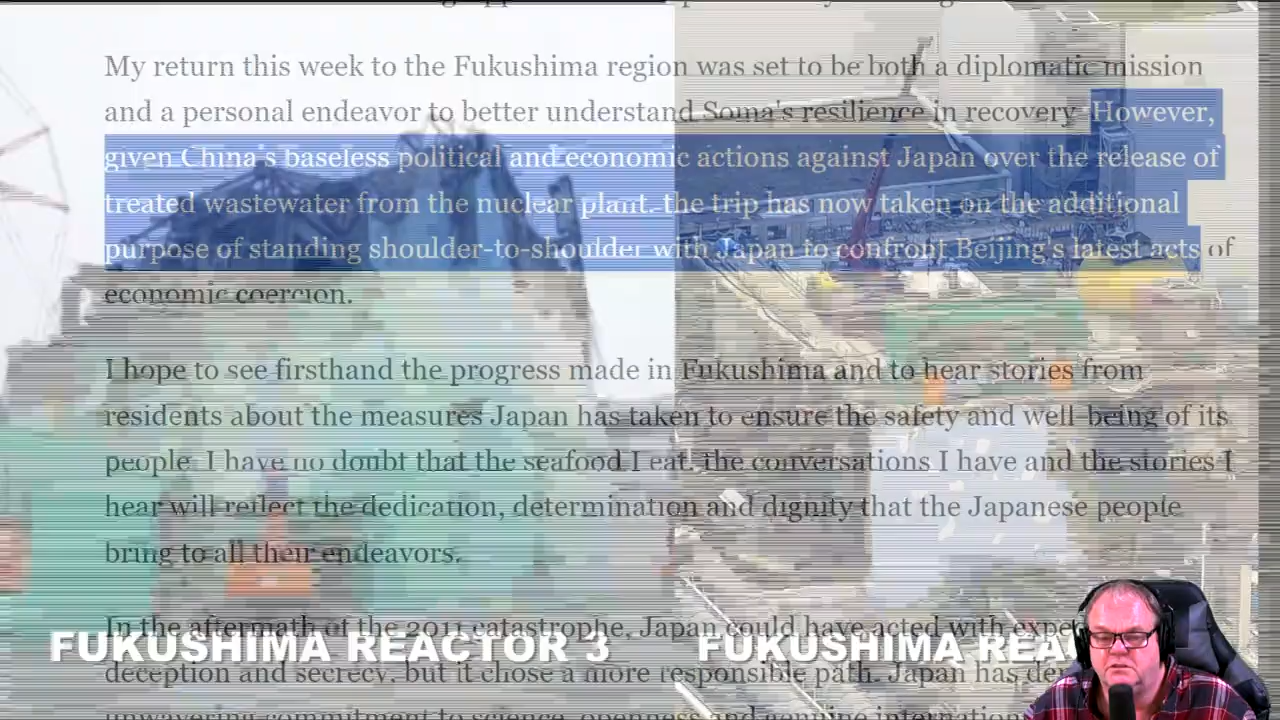 My return this week to the Fukushima region was set to be both a diplomatic mission
and a personal endeavor to better understand Soma's resilience in recovery. However,
given China's baseless political and economic actions against Japan over the release of
treated wastewater from the nuclear plant, the trip has now taken on the additional
purpose of standing shoulder-to-shoulder with Japan to confront Beijing's latest acts of
economic coercion.
I hope to see firsthand the progress made in Fukushima and to hear stories from
residents about the measures Japan has taken to ensure the safety and well-being of its
people. I have no doubt that the seafood I eat, the conversations I have and the stories I
hear will reflect the dedication, determination and dignity that the Japanese people
bring to all their endeavors.
In the aftermath of the 2011 catastrophe, Japan could have acted with
FUKUSHIMA REACTOR 3
FUKUSHIMA
deception and secrecy, but it chose a more responsible path. Japan has
unwavering commitment to science, openness and genuine